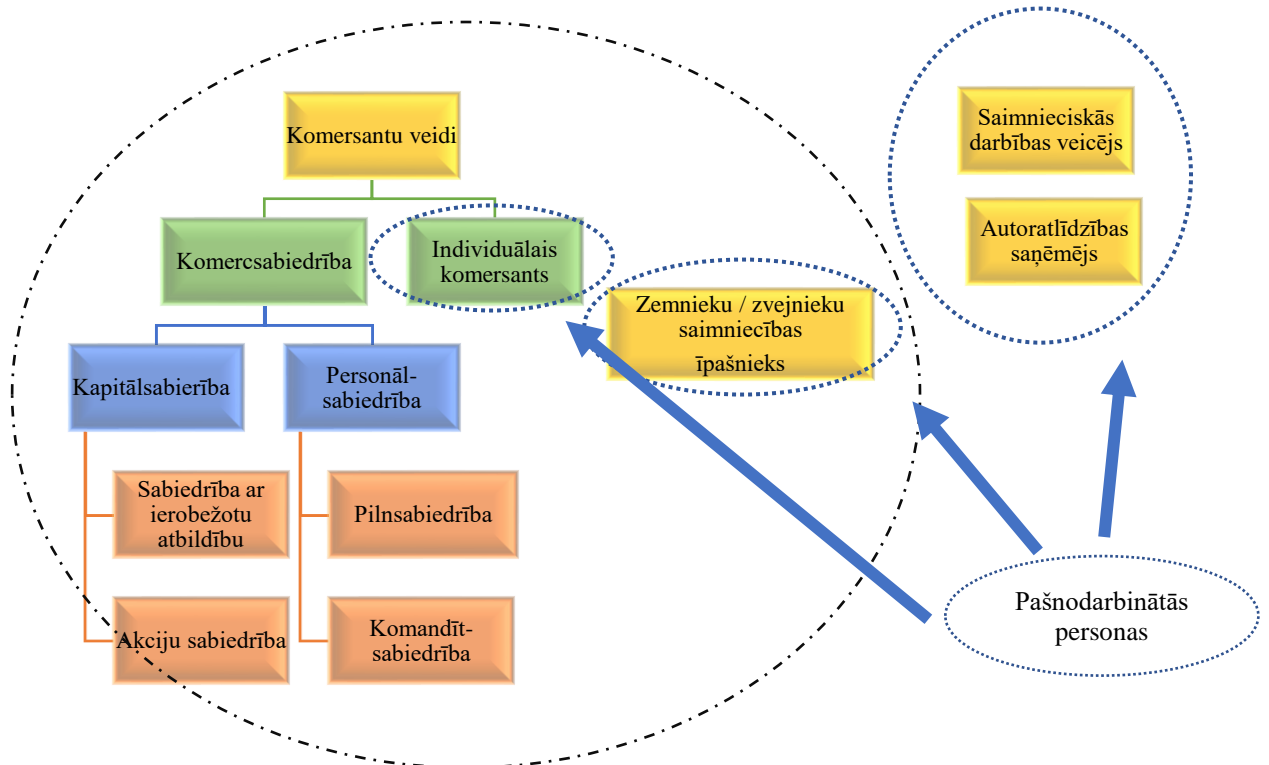 Komersantu veidi
Komercsabiedrība
Individuālais
komersants
Kapitālsabierība
Personāl-
sabiedrība
Sabiedrība ar
ierobežotu
atbildību
Pilnsabiedrība
Akciju sabiedrība
Komandīt-
sabiedrība
Zemnieku / zvejnieku
saimniecības
īpašnieks
Saimnieciskās
darbības veicējs
Autoratlīdzības
saņēmējs
Pašnodarbinātās
personas